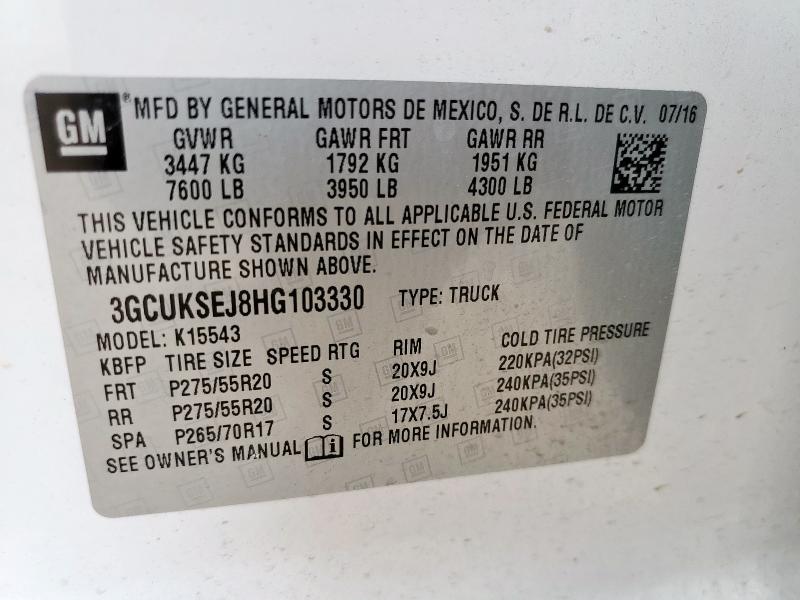 GM® MFD BY GENERAL MOTORS DE MEXICO, S. DE R.L. DE C.V. 07/16
GVWR GAWR FRT GAWR RR
3447 KG 1792 KG 1951 KG
7600 LB 3950 LB 4300 LB
THIS VEHICLE CONFORMS TO ALL APPLICABLE U.S. FEDERAL MOTOR
VEHICLE SAFETY STANDARDS IN EFFECT ON THE DATE OF
MANUFACTURE SHOWN ABOVE.
3GCUKSEJ8HG103330 TYPE: TRUCK
MODEL: K15543
KBFP TIRE SIZE SPEED RTG RIM COLD TIRE PRESSURE
FRT P275/55R20 S 20X9J 220KPA(32PSI)
RR P275/55R20 S 20X9J 240KPA(35PSI)
SPA P265/70R17 S 17X7.5J 240KPA(35PSI)
SEE OWNER'S MANUAL i FOR MORE INFORMATION.